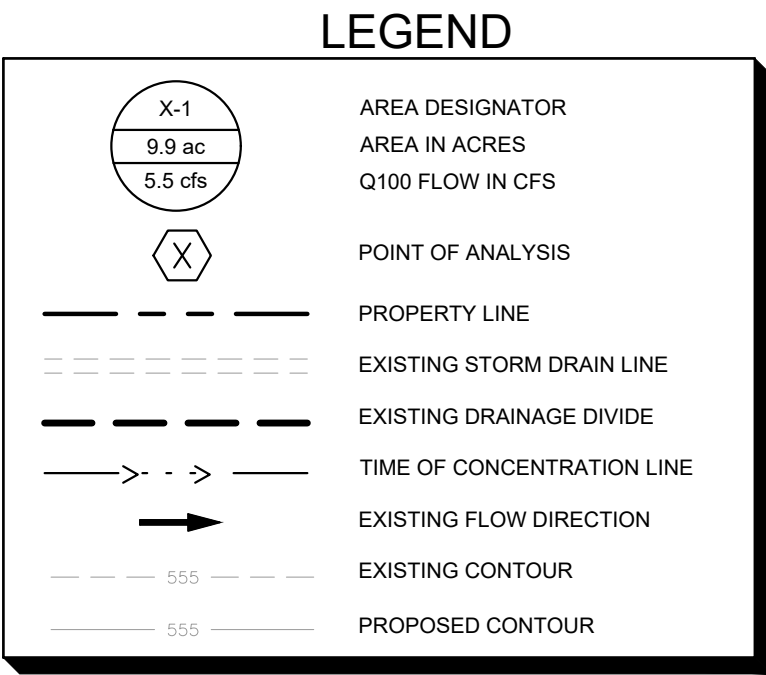 LEGEND
X-1
AREA DESIGNATOR
9.9 ac
AREA IN ACRES
5.5 cfs
Q100 FLOW IN CFS
X
POINT OF ANALYSIS
PROPERTY LINE
EXISTING STORM DRAIN LINE
EXISTING DRAINAGE DIVIDE
TIME OF CONCENTRATION LINE
EXISTING FLOW DIRECTION
555
EXISTING CONTOUR
555
PROPOSED CONTOUR